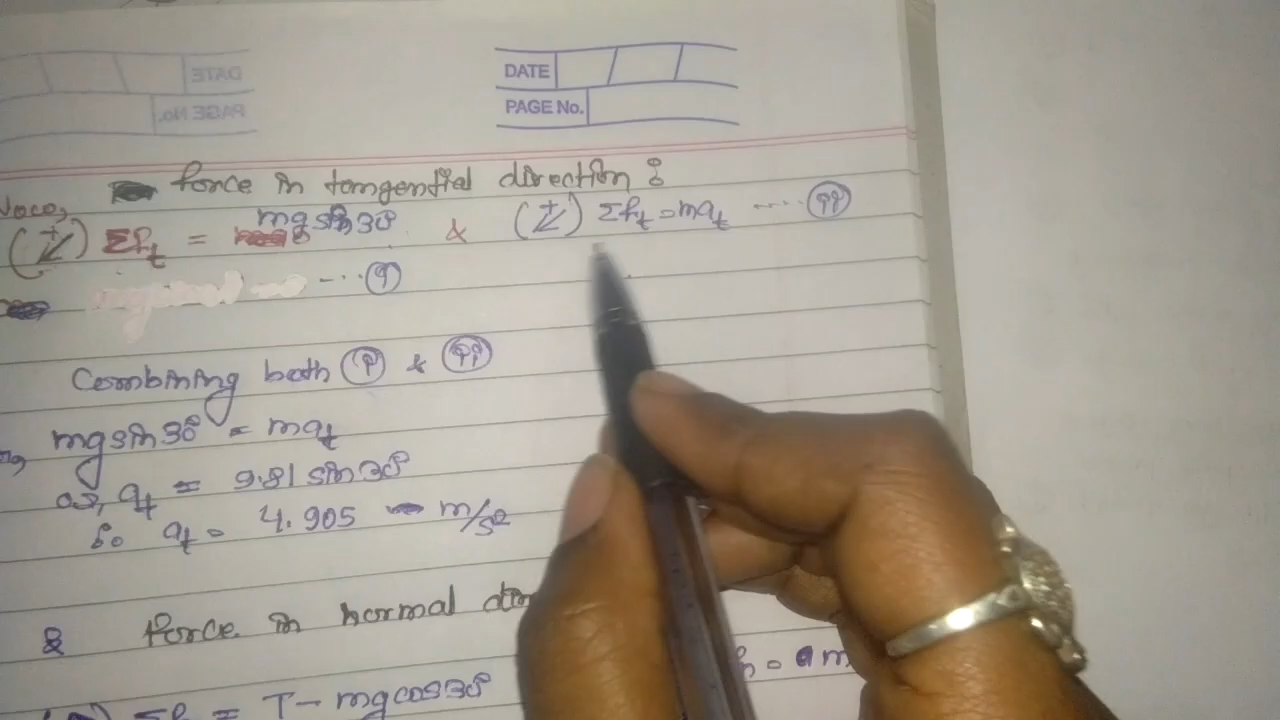 DATE
PAGE No.
force in tangential direction :
(+↙) ΣFt = mg sin 30° & (+↙) ΣFt = mat .... (ii)
... (i)
Combining both (i) & (ii)
mg sin 30° = mat
or, at = 9.81 sin 30°
So at = 4.905 m/s²
& force in normal
ΣF = T - mg cos 30°